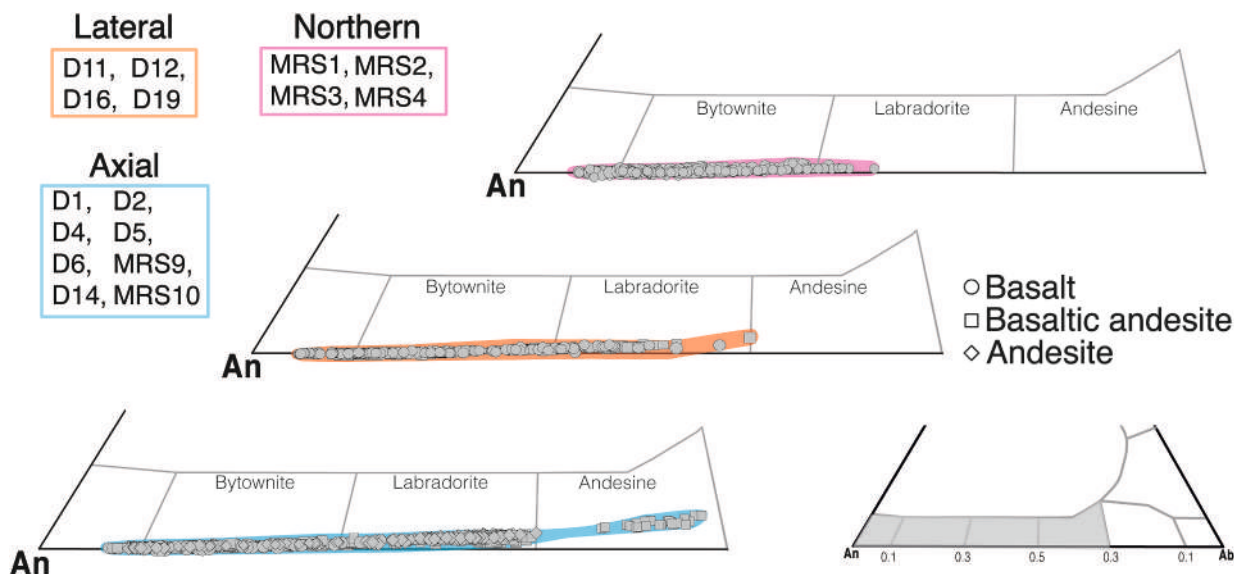 Lateral
D11, D12,
D16, D19
Northern
MRS1, MRS2,
MRS3, MRS4
Axial
D1, D2,
D4, D5,
D6, MRS9,
D14, MRS10
Bytownite Labradorite Andesine
An
Bytownite Labradorite Andesine
An
Basalt
Basaltic andesite
Andesite
Bytownite Labradorite Andesine
An
An 0.1 0.3 0.5 0.3 0.1 Ab